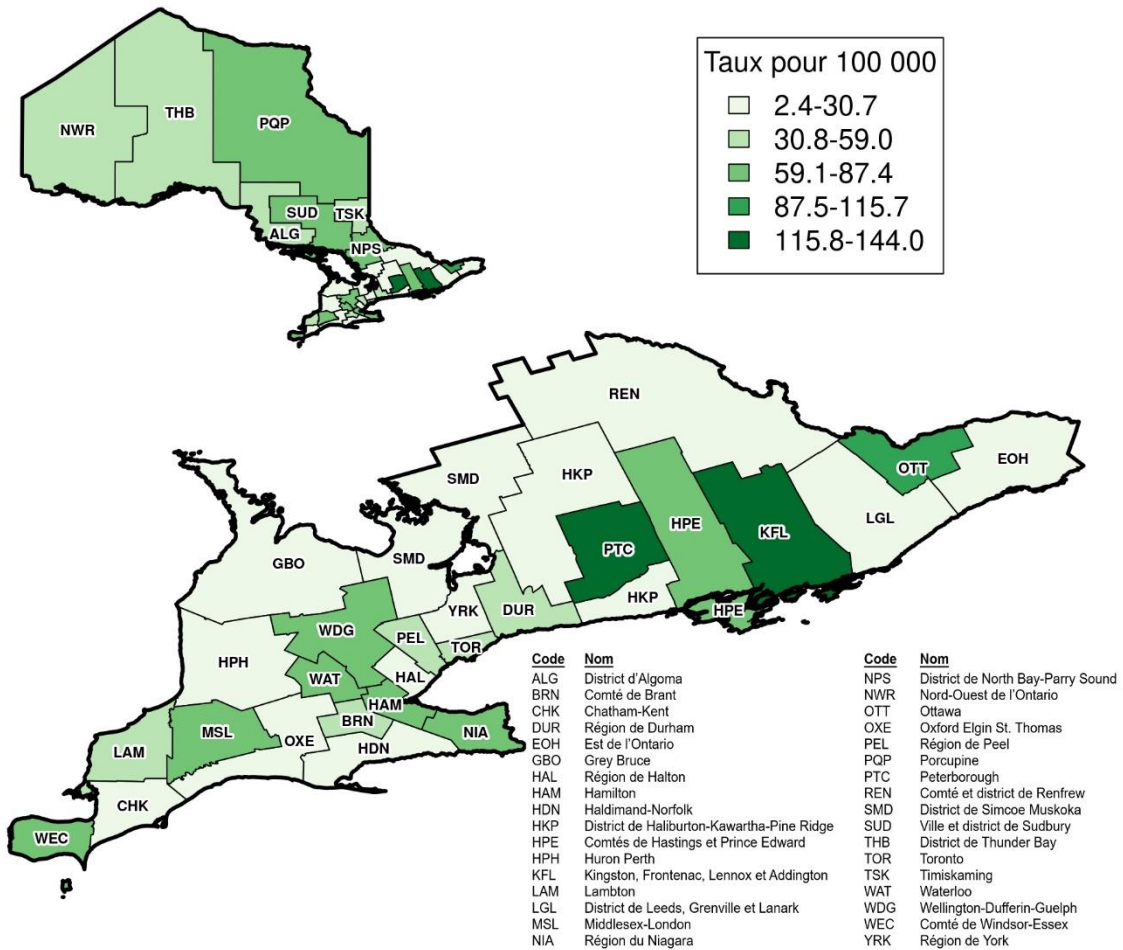 Taux pour 100 000
2.4-30.7
30.8-59.0
59.1-87.4
87.5-115.7
115.8-144.0
NWR
THB
PQP
SUD
TSK
ALG
NPS
REN
SMD
HKP
OTT
EOH
HPE
KFL
LGL
PTC
GBO
SMD
HKP
HPE
YRK
DUR
WDG
PEL
TOR
HPH
WAT
HAL
HAM
BRN
NIA
MSL
OXE
HDN
LAM
CHK
WEC
Code Nom
ALG District d'Algoma
BRN Comté de Brant
CHK Chatham-Kent
DUR Région de Durham
EOH Est de l'Ontario
GBO Grey Bruce
HAL Région de Halton
HAM Hamilton
HDN Haldimand-Norfolk
HKP District de Haliburton-Kawartha-Pine Ridge
HPE Comtés de Hastings et Prince Edward
HPH Huron Perth
KFL Kingston, Frontenac, Lennox et Addington
LAM Lambton
LGL District de Leeds, Grenville et Lanark
MSL Middlesex-London
NIA Région du Niagara
Code Nom
NPS District de North Bay-Parry Sound
NWR Nord-Ouest de l'Ontario
OTT Ottawa
OXE Oxford Elgin St. Thomas
PEL Région de Peel
PQP Porcupine
PTC Peterborough
REN Comté et district de Renfrew
SMD District de Simcoe Muskoka
SUD Ville et district de Sudbury
THB District de Thunder Bay
TOR Toronto
TSK Timiskaming
WAT Waterloo
WDG Wellington-Dufferin-Guelph
WEC Comté de Windsor-Essex
YRK Région de York